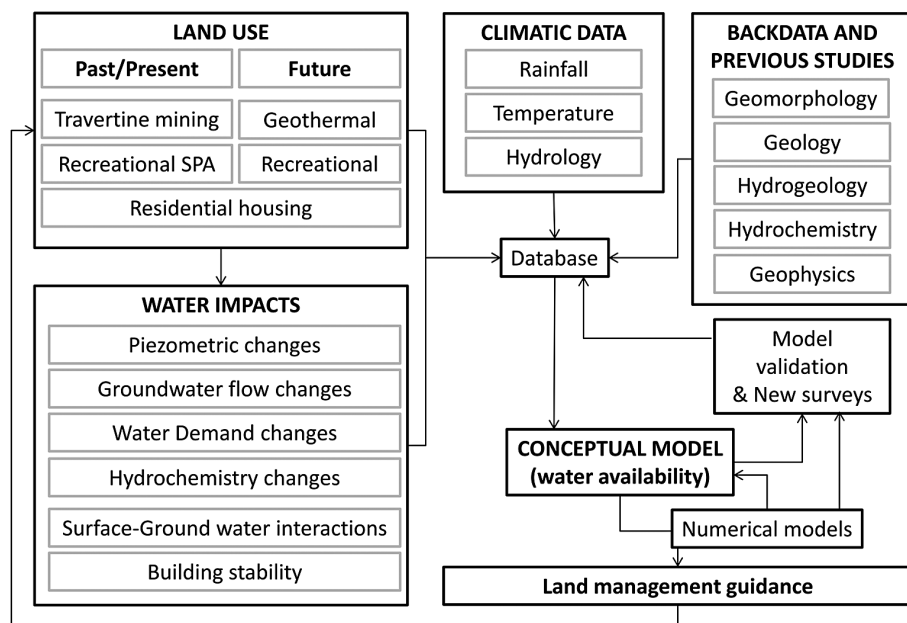 LAND USE
Past/Present
Future
Travertine mining
Geothermal
Recreational SPA
Recreational
Residential housing
WATER IMPACTS
Piezometric changes
Groundwater flow changes
Water Demand changes
Hydrochemistry changes
Surface-Ground water interactions
Building stability
CLIMATIC DATA
Rainfall
Temperature
Hydrology
Database
BACKDATA AND
PREVIOUS STUDIES
Geomorphology
Geology
Hydrogeology
Hydrochemistry
Geophysics
Model
validation
& New surveys
CONCEPTUAL MODEL
(water availability)
Numerical models
Land management guidance